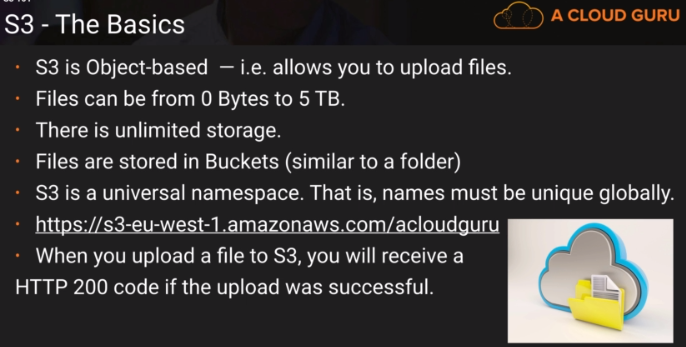 S3 - The Basics
A CLOUD GURU
· S3 is Object-based — i.e. allows you to upload files.
· Files can be from 0 Bytes to 5 TB.
· There is unlimited storage.
· Files are stored in Buckets (similar to a folder)
· S3 is a universal namespace. That is, names must be unique globally.
· https://s3-eu-west-1.amazonaws.com/acloudguru
· When you upload a file to S3, you will receive a
HTTP 200 code if the upload was successful.